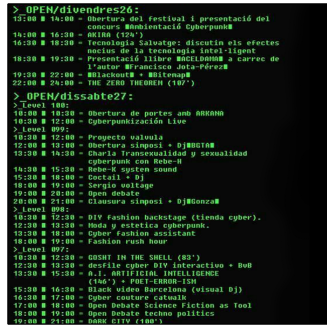 >_OPEN/divendres26:
13:00 ■ 14:00 = Obertura del festival i presentació del
concurs ■Ambientació Cyberpunk■
14:00 ■ 16:30 = AKIRA (124')
16:30 ■ 18:30 = Tecnologia Salvatge: discutin els efectes
nocius de la tecnologia intel·ligent
18:30 ■ 19:30 = Presentació llibre ■ACELDAMA■ a carrec de
l'autor ■Francisco Jota-Pérez■
19:30 ■ 22:00 = ■Blackout■ + ■Bitemap■
22:00 ■ 24:00 = THE ZERO THEOREM (107')
>_OPEN/dissabte27:
>_Level 100:
10:00 ■ 10:30 = Obertura de portes amb ARKANA
10:30 ■ 12:00 = Cyberpunkización Live
>_Level 099:
10:30 ■ 12:00 = Proyecto valvula
12:00 ■ 13:00 = Obertura simposi + Dj■BGTA■
13:30 ■ 14:30 = Charla Transexualidad y sexualidad
cyberpunk con Rebe-H
14:30 ■ 15:30 = Rebe-K system sound
15:30 ■ 18:00 = Coctail + Dj
18:00 ■ 19:00 = Sergio voltage
19:00 ■ 20:00 = Open debate
20:00 ■ 21:00 = Clausura simposi + Dj■Gonza■
>_Level 098:
10:30 ■ 12:30 = DIY fashion backstage (tienda cyber).
12:30 ■ 13:30 = Moda y estetica cyberpunk.
13:30 ■ 18:00 = Cyber fashion assistant
18:00 ■ 19:00 = Fashion rush hour
>_Level 097:
10:30 ■ 12:30 = GOSHT IN THE SHELL (83')
12:30 ■ 13:30 = desfile cyber DIY interactivo + BvB
13:30 ■ 15:30 = A.I. ARTIFICIAL INTELLIGENCE
(146') + POET-ERROR-ISM
15:30 ■ 16:30 = Black video Barcelona (visual Dj)
16:30 ■ 17:00 = Cyber couture catwalk
17:00 ■ 18:00 = Open Debate Science Fiction as Tool
18:00 ■ 19:00 = Open Debate techno politics
19:00 ■ 21:00 = DARK CITY (100')